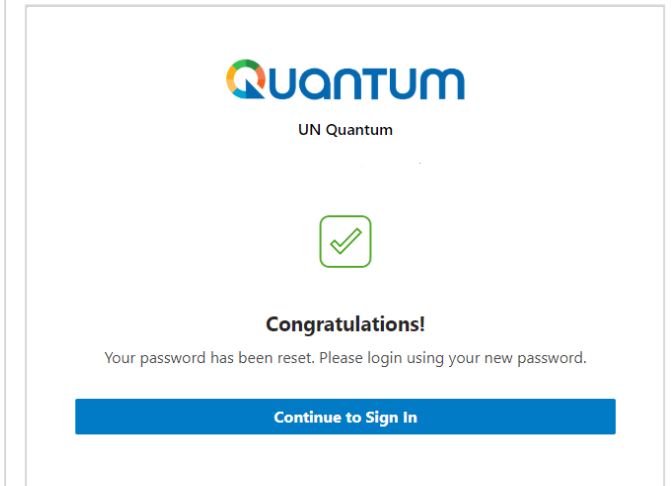 Quantum
UN Quantum
Congratulations!
Your password has been reset. Please login using your new password.
Continue to Sign In